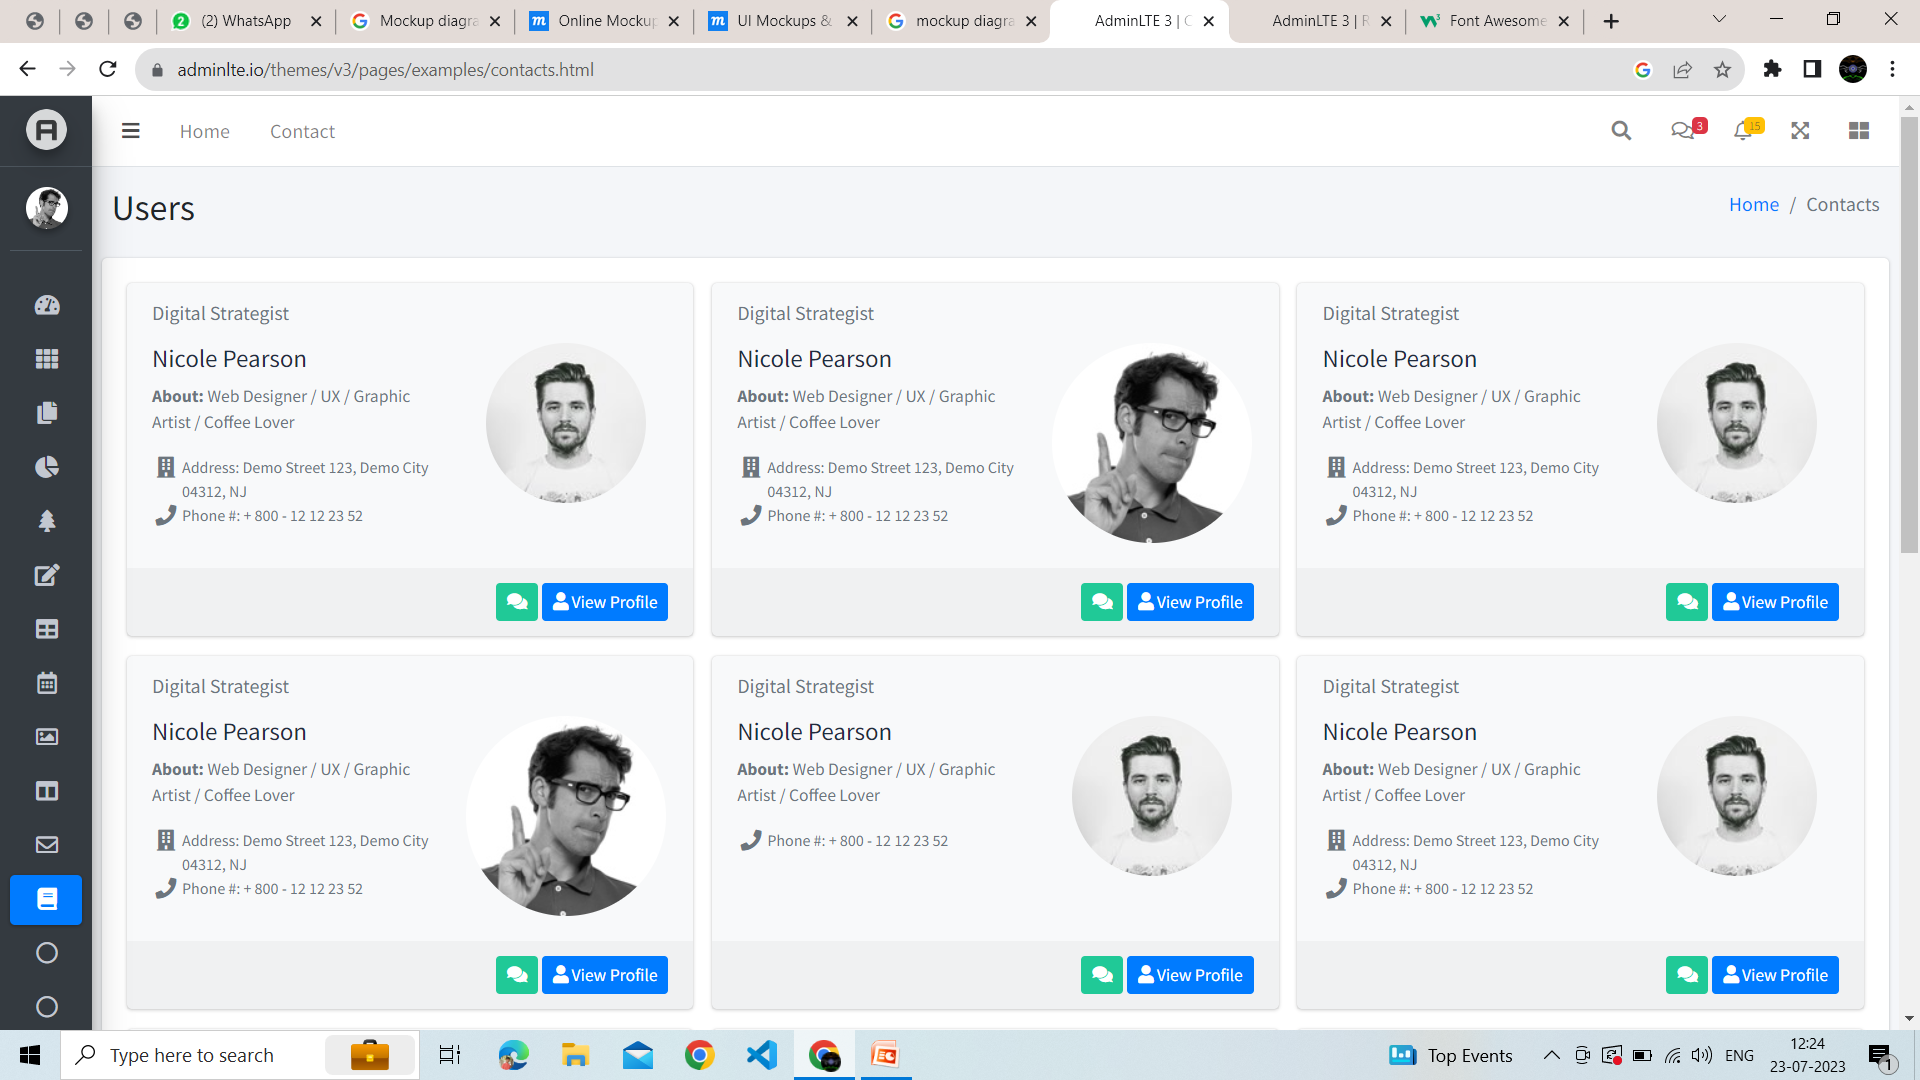 (2) WhatsApp
Mockup diagra
Online Mockup
UI Mockups &
mockup diagra
AdminLTE 3 | C
AdminLTE 3 | R
Font Awesome
adminlte.io/themes/v3/pages/examples/contacts.html
Home
Contact
3
15
Users
Home / Contacts
Digital Strategist
Nicole Pearson
About: Web Designer / UX / Graphic
Artist / Coffee Lover
Address: Demo Street 123, Demo City
04312, NJ
Phone #: + 800 - 12 12 23 52
View Profile
Digital Strategist
Nicole Pearson
About: Web Designer / UX / Graphic
Artist / Coffee Lover
Address: Demo Street 123, Demo City
04312, NJ
Phone #: + 800 - 12 12 23 52
View Profile
Digital Strategist
Nicole Pearson
About: Web Designer / UX / Graphic
Artist / Coffee Lover
Address: Demo Street 123, Demo City
04312, NJ
Phone #: + 800 - 12 12 23 52
View Profile
Digital Strategist
Nicole Pearson
About: Web Designer / UX / Graphic
Artist / Coffee Lover
Address: Demo Street 123, Demo City
04312, NJ
Phone #: + 800 - 12 12 23 52
View Profile
Digital Strategist
Nicole Pearson
About: Web Designer / UX / Graphic
Artist / Coffee Lover
Phone #: + 800 - 12 12 23 52
View Profile
Digital Strategist
Nicole Pearson
About: Web Designer / UX / Graphic
Artist / Coffee Lover
Address: Demo Street 123, Demo City
04312, NJ
Phone #: + 800 - 12 12 23 52
View Profile
Type here to search
Top Events
ENG
12:24
23-07-2023
1